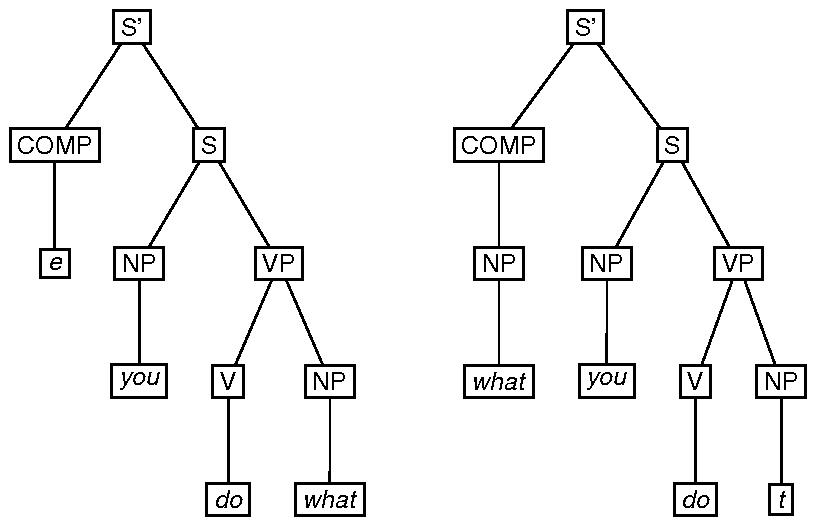 S’ S’
COMP S COMP S
e NP VP NP NP VP
you V NP what you V NP
do what do t